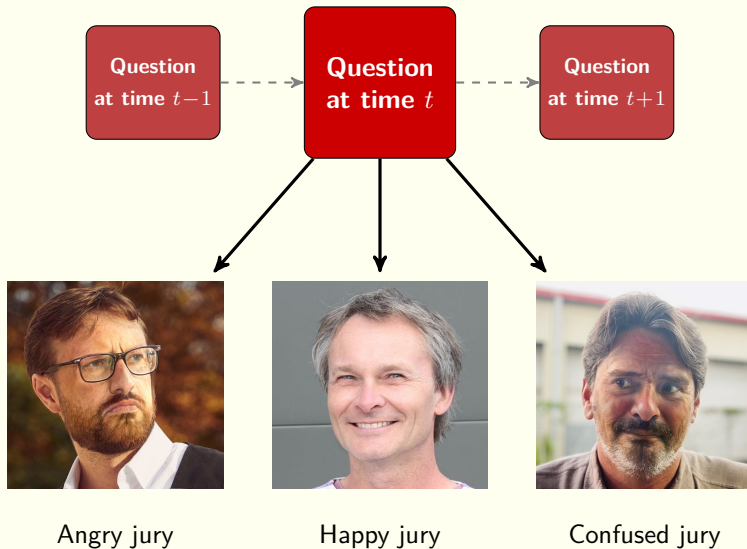 Question
at time t−1
Question
at time t
Question
at time t+1
Angry jury
Happy jury
Confused jury